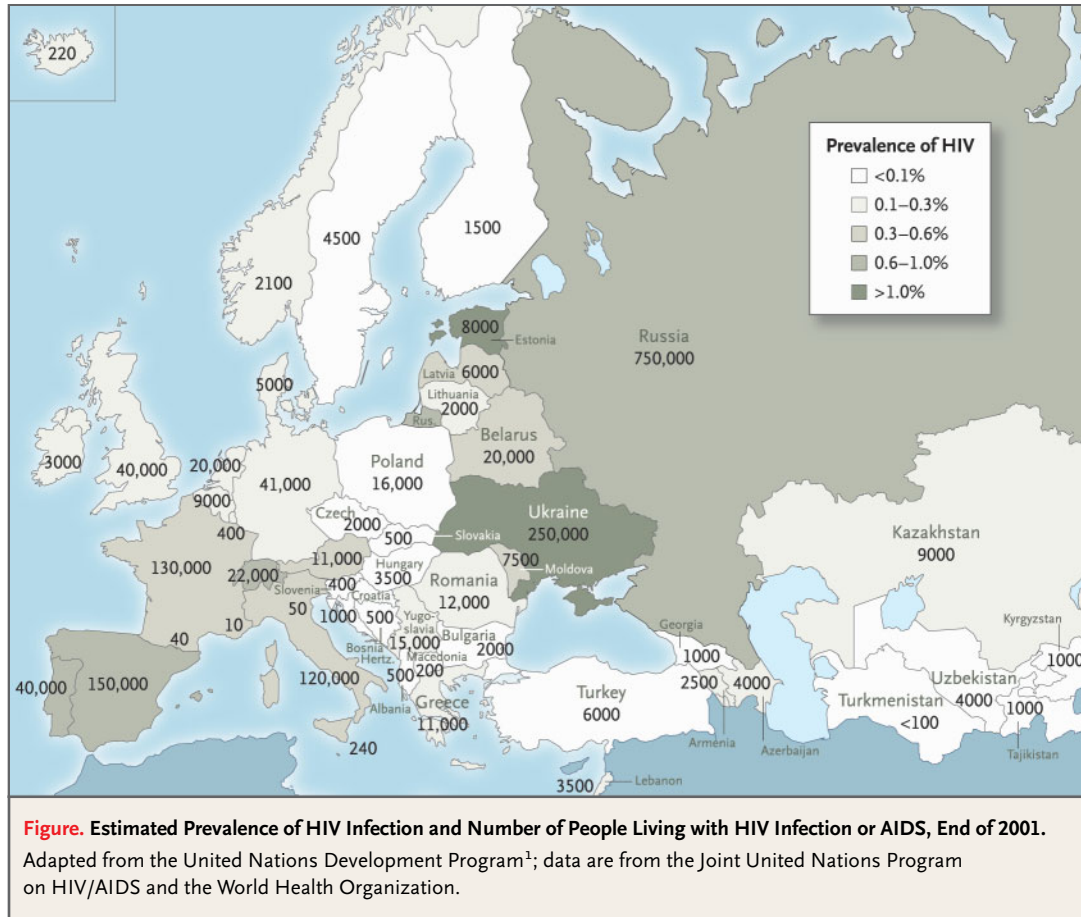 220
Prevalence of HIV
<0.1%
0.1–0.3%
0.3–0.6%
0.6–1.0%
>1.0%
4500
1500
2100
8000
Estonia
Russia
750,000
Latvia
6000
5000
Lithuania
2000
Rus.
Belarus
20,000
3000
40,000
20,000
41,000
Poland
16,000
9000
Ukraine
250,000
Czech
2000
Slovakia
500
400
Kazakhstan
9000
130,000
11,000
7500
Moldova
22,000
Hungary
3500
Romania
12,000
Slovenia
400
Croatia
50
1000
500
Yugo-
slavia
15,000
10
40
Bosnia
Hertz.
Bulgaria
2000
Macedonia
200
Georgia
1000
Kyrgyzstan
1000
40,000
150,000
120,000
500
Albania
Greece
11,000
Turkey
6000
2500
4000
Armenia
Azerbaijan
Uzbekistan
4000
Turkmenistan
<100
1000
Tajikistan
240
3500
Lebanon
Figure. Estimated Prevalence of HIV Infection and Number of People Living with HIV Infection or AIDS, End of 2001.
Adapted from the United Nations Development Program1; data are from the Joint United Nations Program
on HIV/AIDS and the World Health Organization.